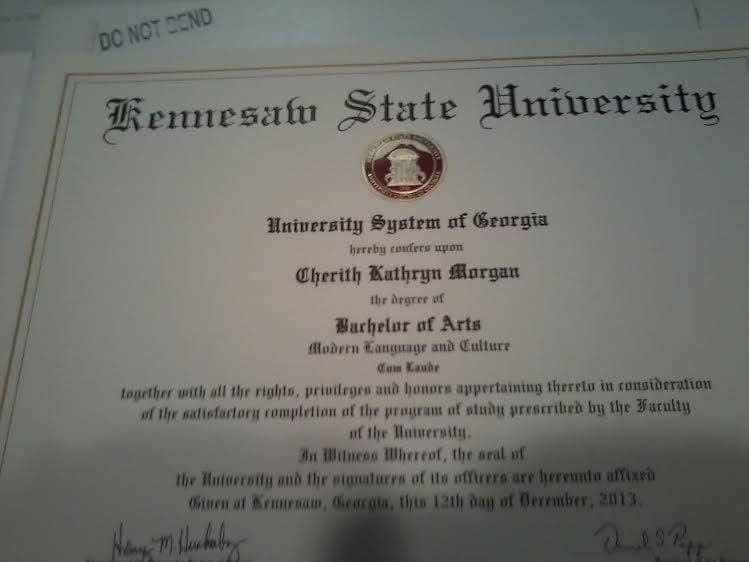 DO NOT BEND
Kennesaw State University
University System of Georgia
hereby confers upon
Cherith Kathryn Morgan
the degree of
Bachelor of Arts
Modern Language and Culture
Cum Laude
together with all the rights, privileges and honors appertaining thereto in consideration
of the satisfactory completion of the program of study prescribed by the Faculty
of the University.
In Witness Whereof, the seal of
the University and the signatures of its officers are hereunto affixed
Given at Kennesaw, Georgia, this 12th day of December, 2013.
Henry M. Huckaby